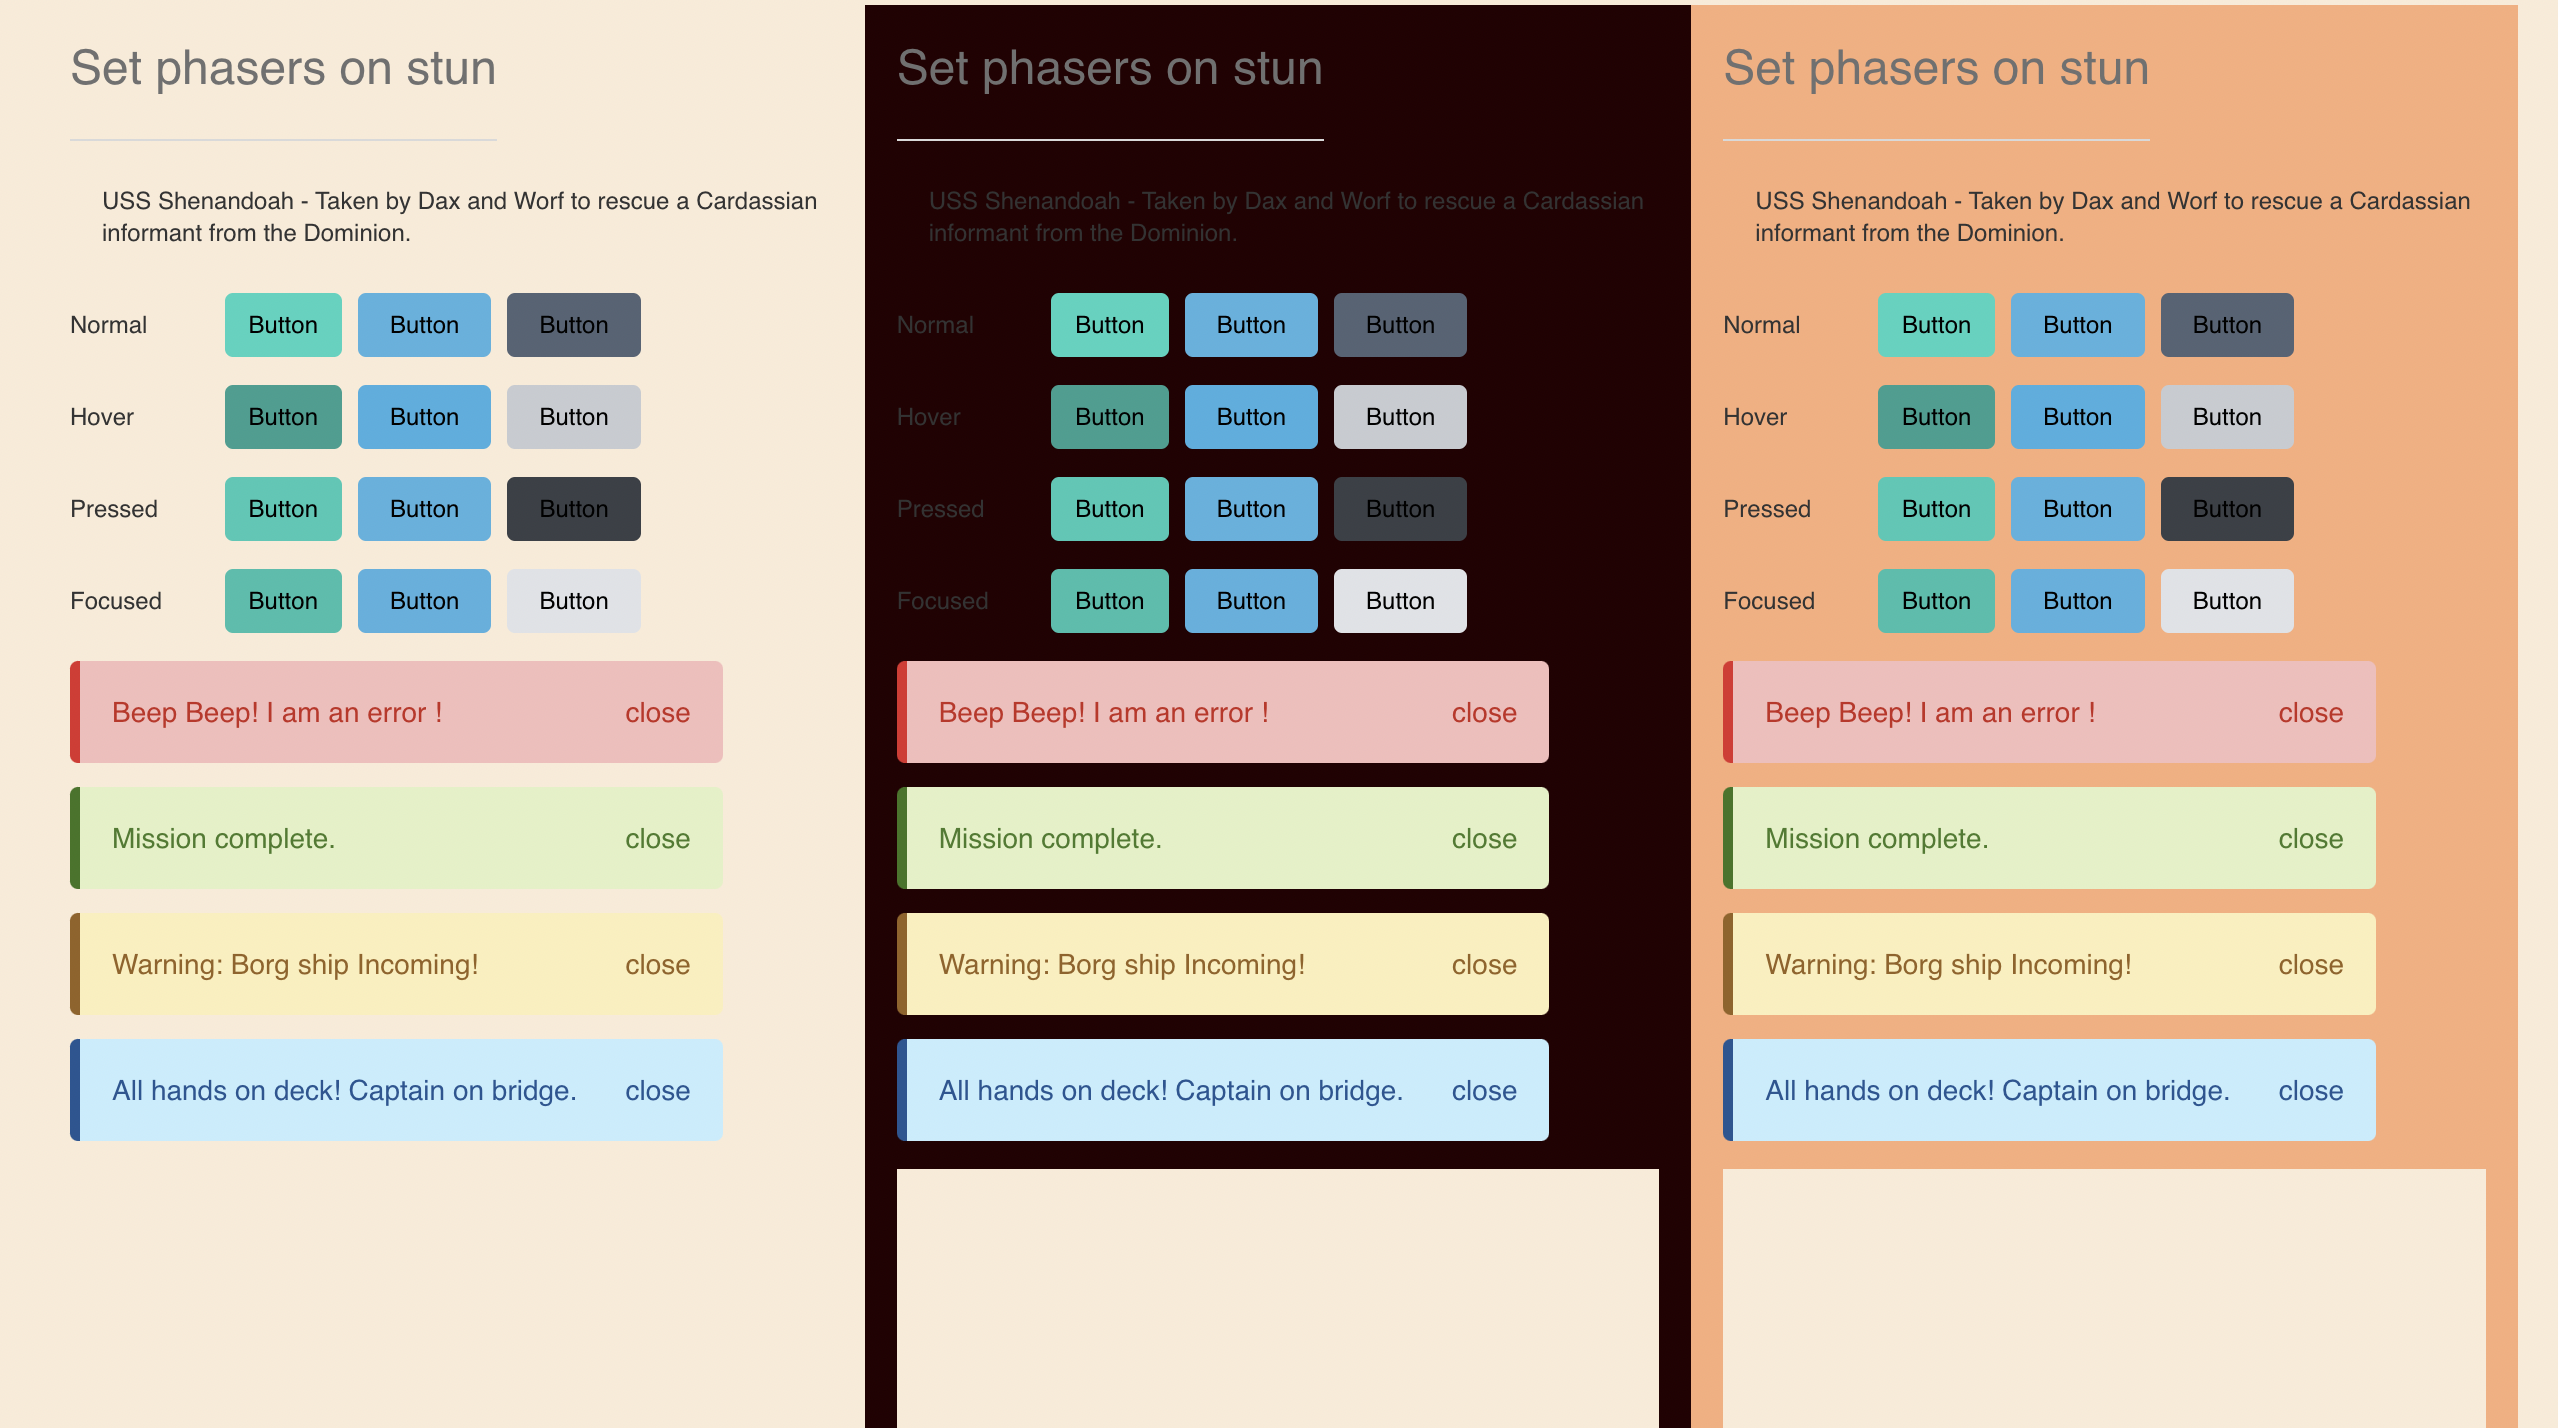 Set phasers on stun
USS Shenandoah - Taken by Dax and Worf to rescue a Cardassian
informant from the Dominion.
Normal Button Button Button
Hover Button Button Button
Pressed Button Button Button
Focused Button Button Button
Beep Beep! I am an error ! close
Mission complete. close
Warning: Borg ship Incoming! close
All hands on deck! Captain on bridge. close
Set phasers on stun
USS Shenandoah - Taken by Dax and Worf to rescue a Cardassian
informant from the Dominion.
Normal Button Button Button
Hover Button Button Button
Pressed Button Button Button
Focused Button Button Button
Beep Beep! I am an error ! close
Mission complete. close
Warning: Borg ship Incoming! close
All hands on deck! Captain on bridge. close
Set phasers on stun
USS Shenandoah - Taken by Dax and Worf to rescue a Cardassian
informant from the Dominion.
Normal Button Button Button
Hover Button Button Button
Pressed Button Button Button
Focused Button Button Button
Beep Beep! I am an error ! close
Mission complete. close
Warning: Borg ship Incoming! close
All hands on deck! Captain on bridge. close